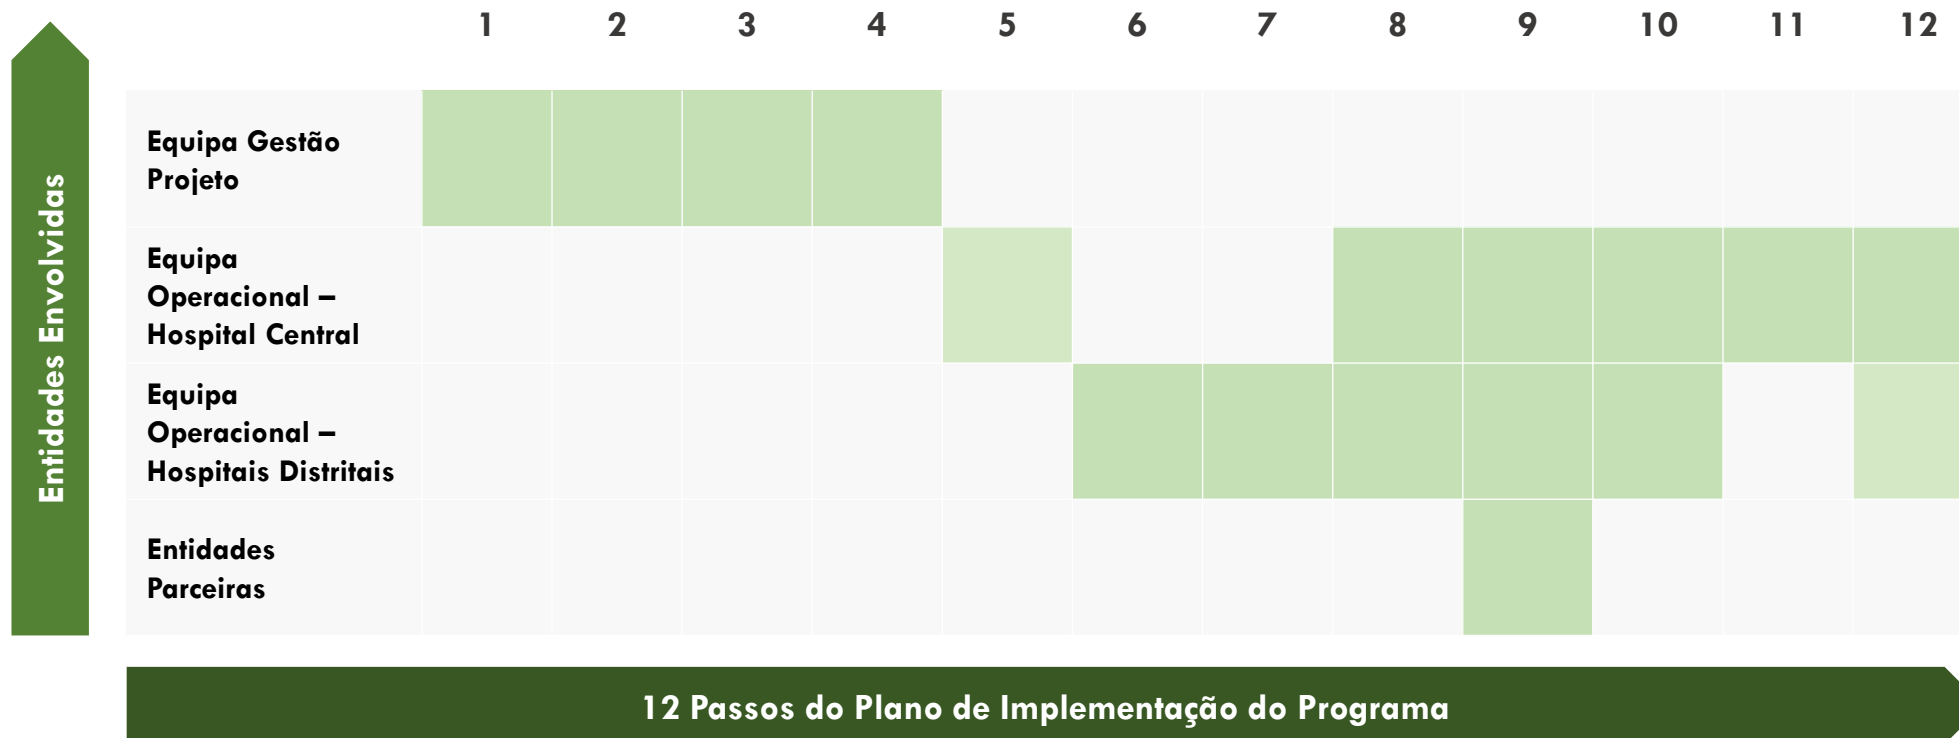 1 2 3 4 5 6 7 8 9 10 11 12
Entidades Envolvidas
Equipa Gestão
Projeto
Equipa
Operacional –
Hospital Central
Equipa
Operacional –
Hospitais Distritais
Entidades
Parceiras
12 Passos do Plano de Implementação do Programa